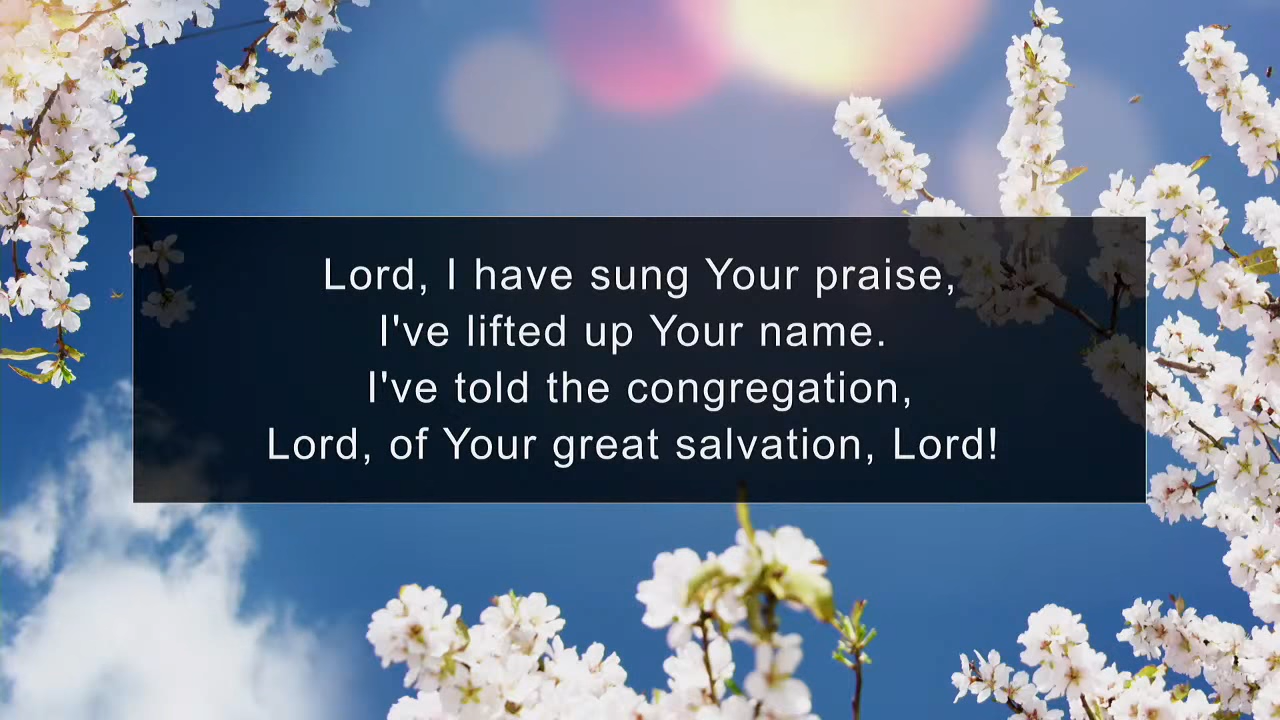 Lord, I have sung Your praise,
I've lifted up Your name.
I've told the congregation,
Lord, of Your great salvation, Lord!